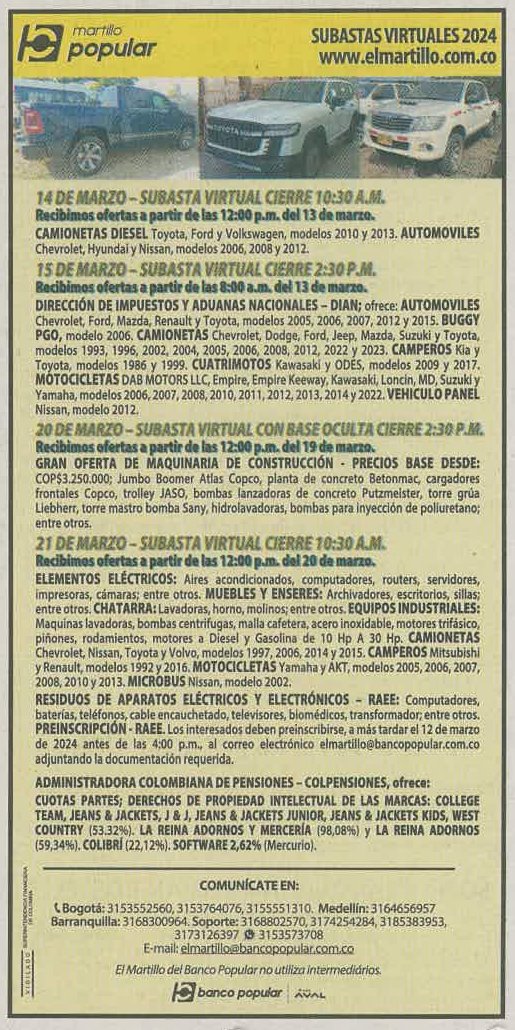 martillo
popular
SUBASTAS VIRTUALES 2024
www.elmartillo.com.co
TOYOTA
14 DE MARZO – SUBASTA VIRTUAL CIERRE 10:30 A.M.
Recibimos ofertas a partir de las 12:00 p.m. del 13 de marzo.
CAMIONETAS DIESEL Toyota, Ford y Volkswagen, modelos 2010 y 2013. AUTOMOVILES
Chevrolet, Hyundai y Nissan, modelos 2006, 2008 y 2012.
15 DE MARZO – SUBASTA VIRTUAL CIERRE 2:30 P.M.
Recibimos ofertas a partir de las 8:00 a.m. del 13 de marzo.
DIRECCIÓN DE IMPUESTOS Y ADUANAS NACIONALES – DIAN; ofrece: AUTOMOVILES
Chevrolet, Ford, Mazda, Renault y Toyota, modelos 2005, 2006, 2007, 2012 y 2015. BUGGY
PGO, modelo 2006. CAMIONETAS Chevrolet, Dodge, Ford, Jeep, Mazda, Suzuki y Toyota,
modelos 1993, 1996, 2002, 2004, 2005, 2006, 2008, 2012, 2022 y 2023. CAMPEROS Kia y
Toyota, modelos 1986 y 1999. CUATRIMOTOS Kawasaki y ODES, modelos 2009 y 2017.
MOTOCICLETAS DAB MOTORS LLC, Empire, Empire Keeway, Kawasaki, Loncin, MD, Suzuki y
Yamaha, modelos 2006, 2007, 2008, 2010, 2011, 2012, 2013, 2014 y 2022. VEHICULO PANEL
Nissan, modelo 2012.
20 DE MARZO – SUBASTA VIRTUAL CON BASE OCULTA CIERRE 2:30 P.M.
Recibimos ofertas a partir de las 12:00 p.m. del 19 de marzo.
GRAN OFERTA DE MAQUINARIA DE CONSTRUCCIÓN - PRECIOS BASE DESDE:
COP$3.250.000; Jumbo Boomer Atlas Copco, planta de concreto Betonmac, cargadores
frontales Copco, trolley JASO, bombas lanzadoras de concreto Putzmeister, torre grúa
Liebherr, torre mastro bomba Sany, hidrolavadoras, bombas para inyección de poliuretano;
entre otros.
21 DE MARZO – SUBASTA VIRTUAL CIERRE 10:30 A.M.
Recibimos ofertas a partir de las 12:00 p.m. del 20 de marzo.
ELEMENTOS ELÉCTRICOS: Aires acondicionados, computadores, routers, servidores,
impresoras, cámaras; entre otros. MUEBLES Y ENSERES: Archivadores, escritorios, sillas;
entre otros. CHATARRA: Lavadoras, horno, molinos; entre otros. EQUIPOS INDUSTRIALES:
Maquinas lavadoras, bombas centrifugas, malla cafetera, acero inoxidable, motores trifásico,
piñones, rodamientos, motores a Diesel y Gasolina de 10 Hp A 30 Hp. CAMIONETAS
Chevrolet, Nissan, Toyota y Volvo, modelos 1997, 2006, 2014 y 2015. CAMPEROS Mitsubishi
y Renault, modelos 1992 y 2016. MOTOCICLETAS Yamaha y AKT, modelos 2005, 2006, 2007,
2008, 2010 y 2013. MICROBUS Nissan, modelo 2002.
RESIDUOS DE APARATOS ELÉCTRICOS Y ELECTRÓNICOS – RAEE: Computadores,
baterías, teléfonos, cable encauchetado, televisores, biomédicos, transformador; entre otros.
PREINSCRIPCIÓN - RAEE. Los interesados deben preinscribirse, a más tardar el 12 de marzo
de 2024 antes de las 4:00 p.m., al correo electrónico elmartillo@bancopopular.com.co
adjuntando la documentación requerida.
ADMINISTRADORA COLOMBIANA DE PENSIONES – COLPENSIONES, ofrece:
CUOTAS PARTES; DERECHOS DE PROPIEDAD INTELECTUAL DE LAS MARCAS: COLLEGE
TEAM, JEANS & JACKETS, J & J, JEANS & JACKETS JUNIOR, JEANS & JACKETS KIDS, WEST
COUNTRY (53.32%). LA REINA ADORNOS Y MERCERÍA (98,08%) y LA REINA ADORNOS
(59,34%). COLIBRÍ (22,12%). SOFTWARE 2,62% (Mercurio).
COMUNÍCATE EN:
Bogotá: 3153552560, 3153764076, 3155551310. Medellín: 3164656957
Barranquilla: 3168300964. Soporte: 3168802570, 3174254284, 3185383953,
3173126397 3153573708
E-mail: elmartillo@bancopopular.com.co
El Martillo del Banco Popular no utiliza intermediários.
banco popular
AVAL
VIGILADO SUPERINTENDENCIA FINANCIERA
DE COLOMBIA